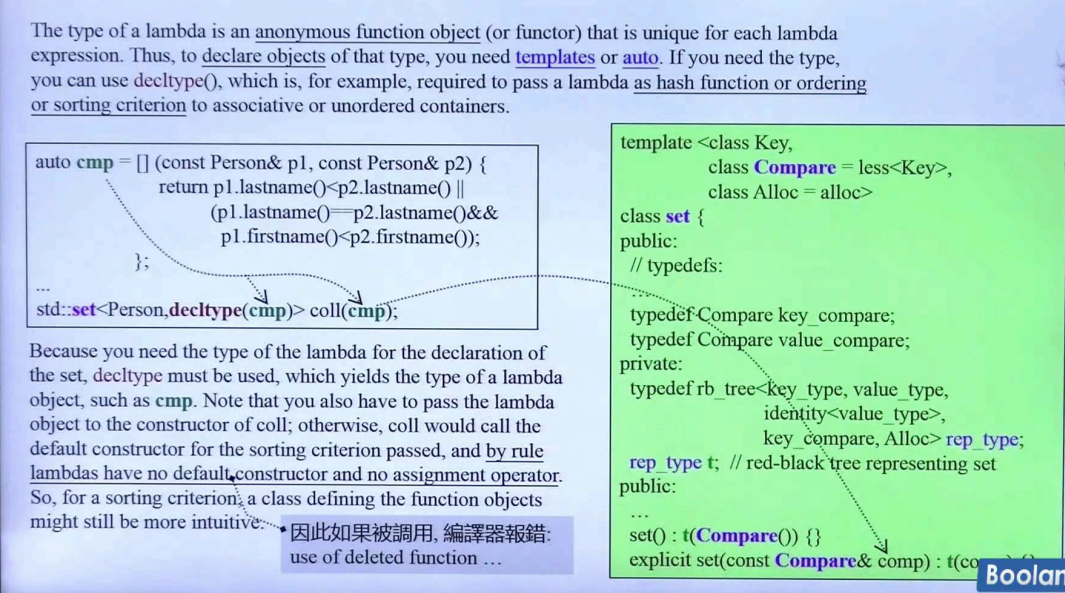 The type of a lambda is an anonymous function object (or functor) that is unique for each lambda
expression. Thus, to declare objects of that type, you need templates or auto. If you need the type,
you can use decltype(), which is, for example, required to pass a lambda as hash function or ordering
or sorting criterion to associative or unordered containers.
auto cmp = [] (const Person& p1, const Person& p2) {
return p1.lastname()<p2.lastname() ||
(p1.lastname()==p2.lastname()&&
p1.firstname()<p2.firstname());
};
...
std::set<Person,decltype(cmp)> coll(cmp);
Because you need the type of the lambda for the declaration of
the set, decltype must be used, which yields the type of a lambda
object, such as cmp. Note that you also have to pass the lambda
object to the constructor of coll; otherwise, coll would call the
default constructor for the sorting criterion passed, and by rule
lambdas have no default constructor and no assignment operator.
So, for a sorting criterion, a class defining the function objects
might still be more intuitive.
因此如果被調用, 編譯器報錯:
use of deleted function …
template <class Key,
class Compare = less<Key>,
class Alloc = alloc>
class set {
public:
// typedefs:
...
typedef Compare key_compare;
typedef Compare value_compare;
private:
typedef rb_tree<key_type, value_type,
identity<value_type>,
key_compare, Alloc> rep_type;
rep_type t; // red-black tree representing set
public:
…
set() : t(Compare()) {}
explicit set(const Compare& comp) : t(co
Boolan